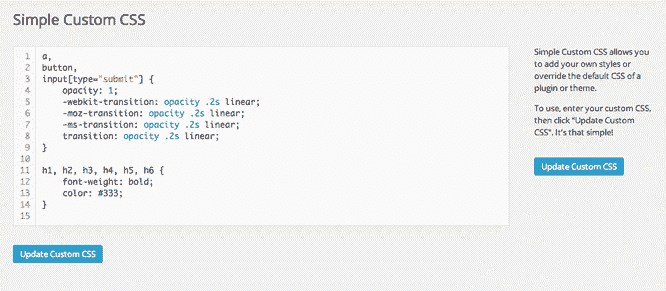 Simple Custom CSS
1 a,
2 button,
3 input[type="submit"] {
4     opacity: 1;
5     -webkit-transition: opacity .2s linear;
6     -moz-transition: opacity .2s linear;
7     -ms-transition: opacity .2s linear;
8     transition: opacity .2s linear;
9 }
10
11 h1, h2, h3, h4, h5, h6 {
12     font-weight: bold;
13     color: #333;
14 }
15
Update Custom CSS
Simple Custom CSS allows you
to add your own styles or
override the default CSS of a
plugin or theme.
To use, enter your custom CSS,
then click "Update Custom
CSS". It's that simple!
Update Custom CSS